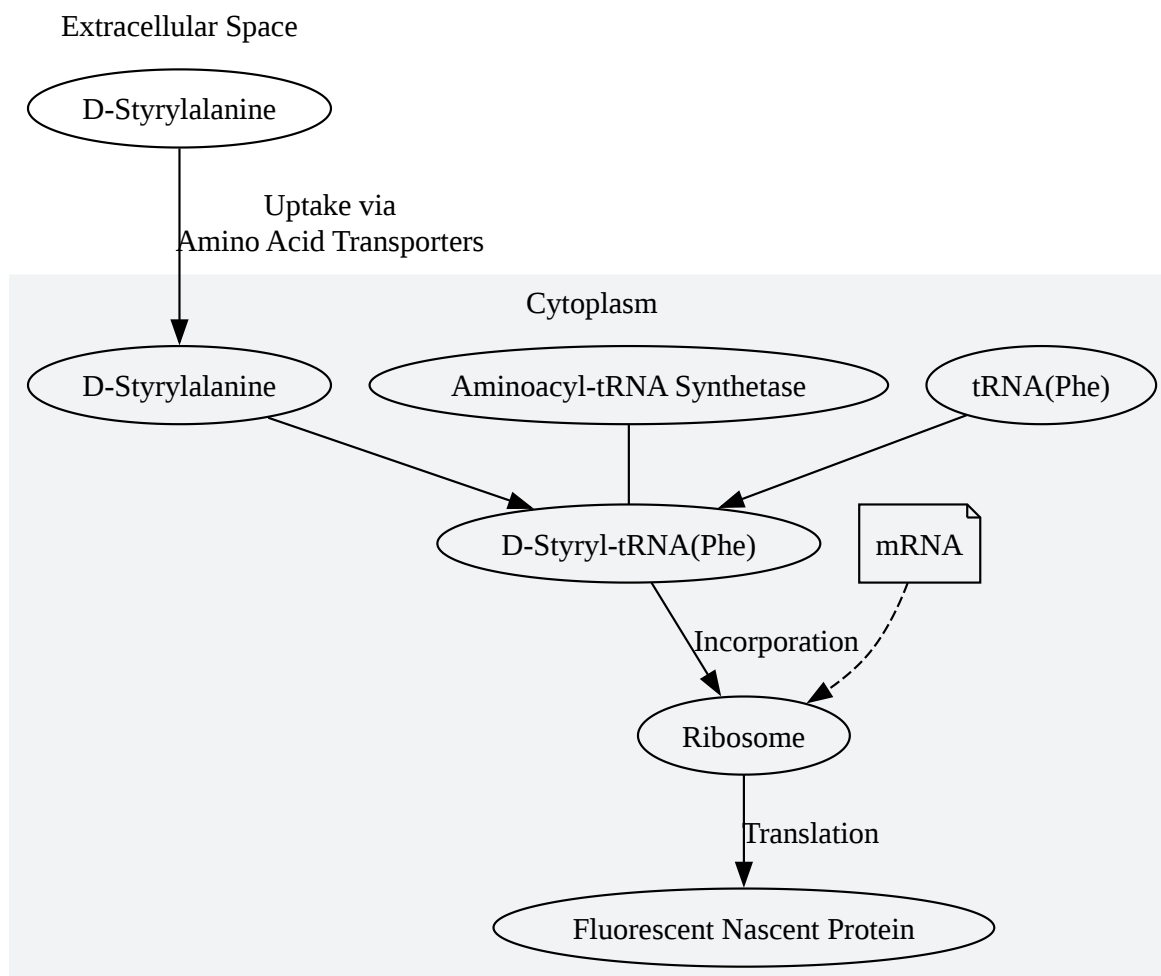 Extracellular Space
D-Styrylalanine
Uptake via
Amino Acid Transporters
Cytoplasm
D-Styrylalanine
Aminoacyl-tRNA Synthetase
tRNA(Phe)
D-Styryl-tRNA(Phe)
mRNA
Incorporation
Ribosome
Translation
Fluorescent Nascent Protein